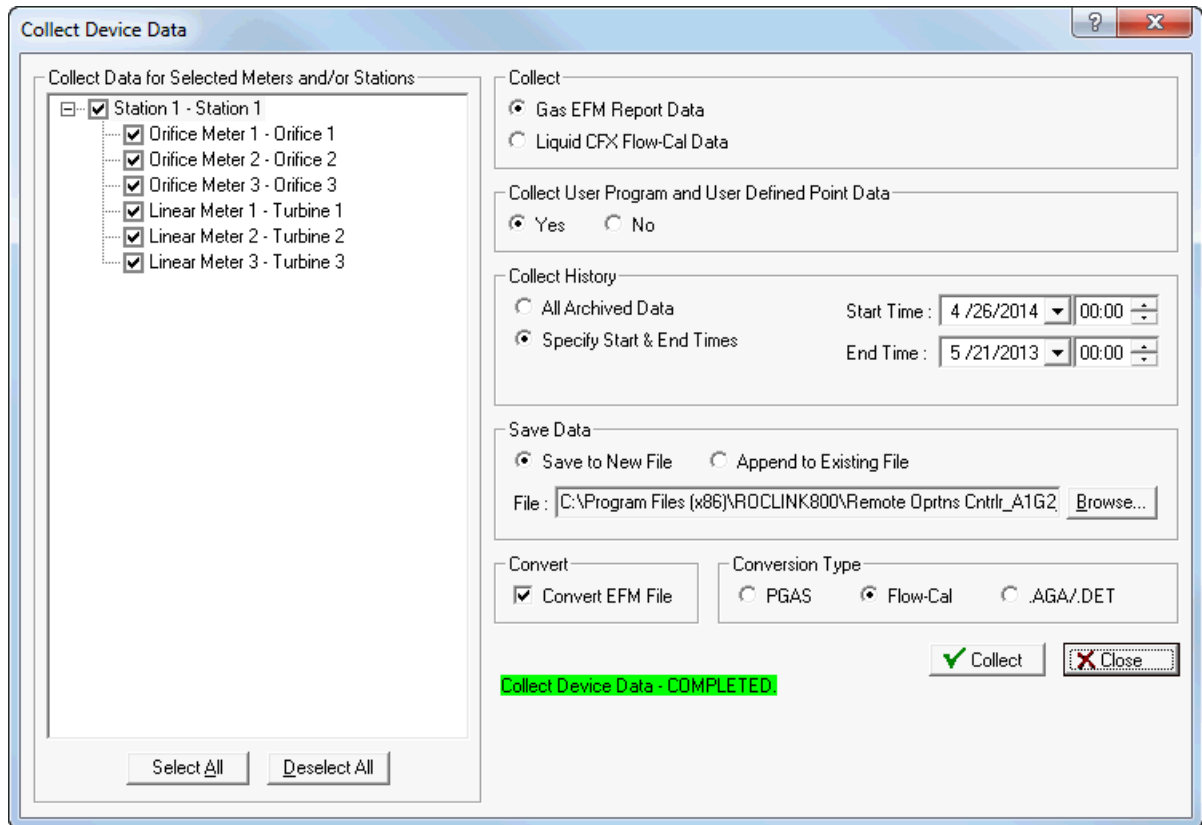 Collect Device Data
Collect Data for Selected Meters and/or Stations
Station 1 - Station 1
Orifice Meter 1 - Orifice 1
Orifice Meter 2 - Orifice 2
Orifice Meter 3 - Orifice 3
Linear Meter 1 - Turbine 1
Linear Meter 2 - Turbine 2
Linear Meter 3 - Turbine 3
Select All Deselect All
Collect
Gas EFM Report Data
Liquid CFX Flow-Cal Data
Collect User Program and User Defined Point Data
Yes No
Collect History
All Archived Data Start Time : 4 /26/2014 00:00
Specify Start & End Times End Time : 5 /21/2013 00:00
Save Data
Save to New File Append to Existing File
File : C:\Program Files (x86)\ROCLINK800\Remote Oprtns Cntrlr_A1G2_ Browse...
Convert Conversion Type
Convert EFM File PGAS Flow-Cal .AGA/.DET
Collect Close
Collect Device Data - COMPLETED.